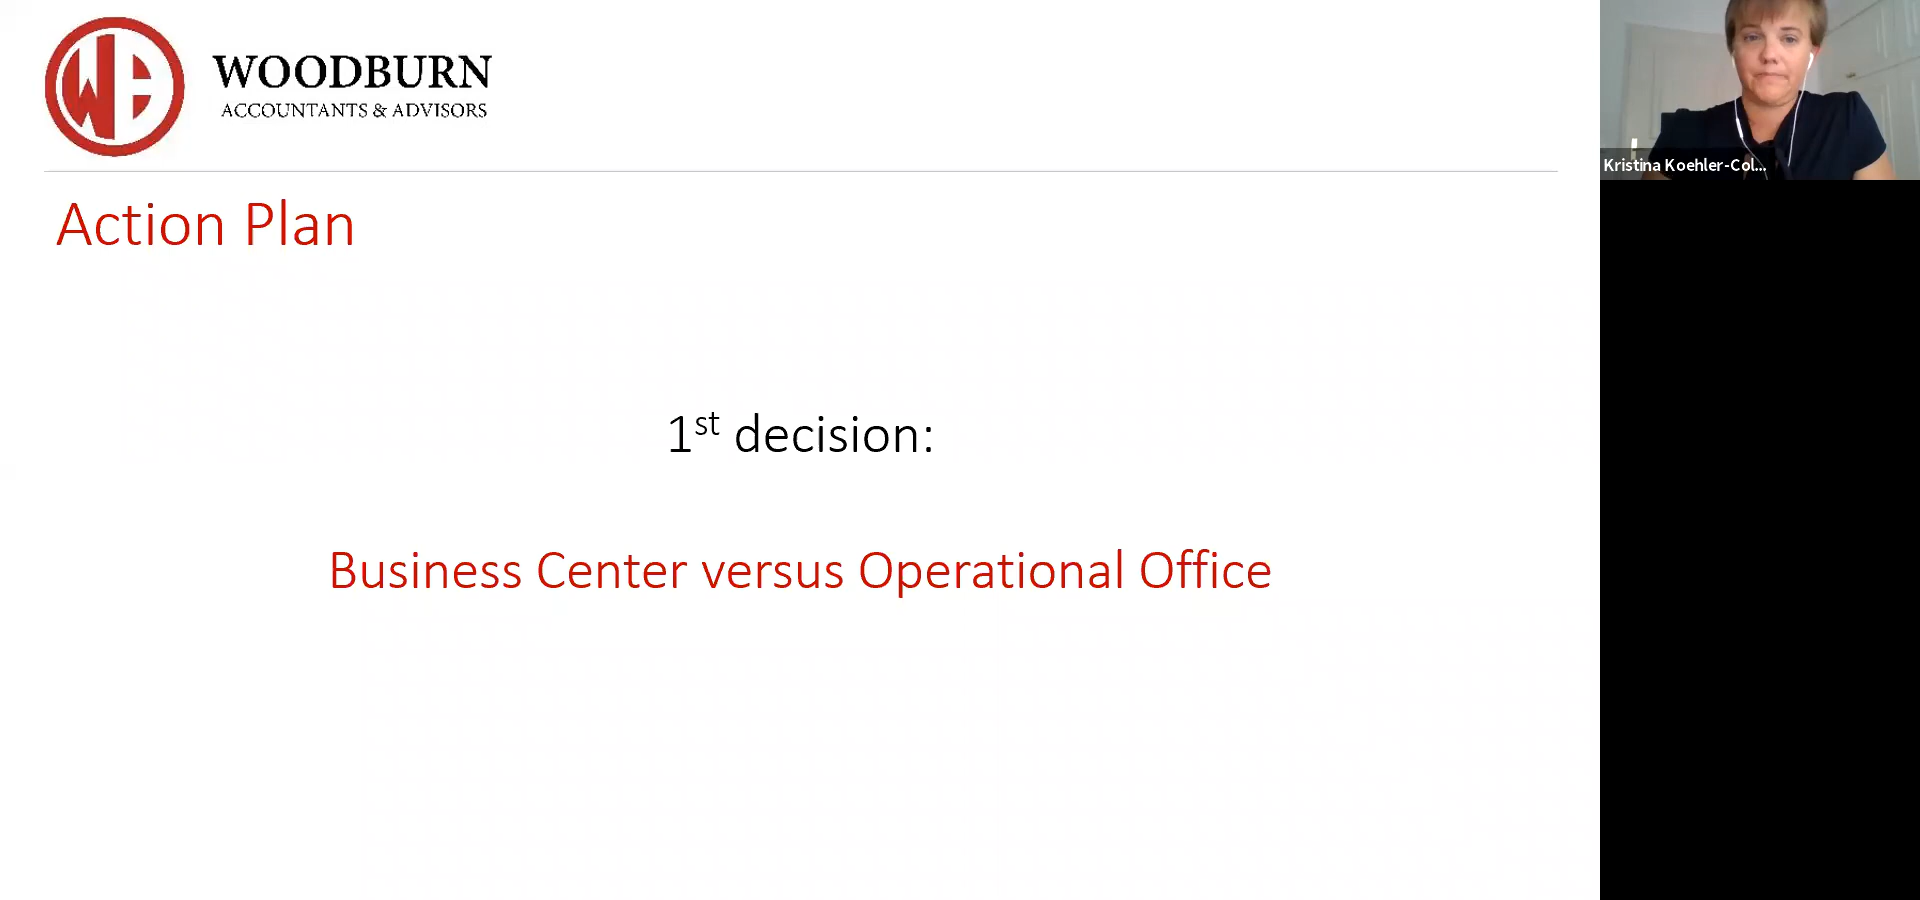 WOODBURN
ACCOUNTANTS & ADVISORS
Kristina Koehler-Col...
Action Plan
1st decision:
Business Center versus Operational Office